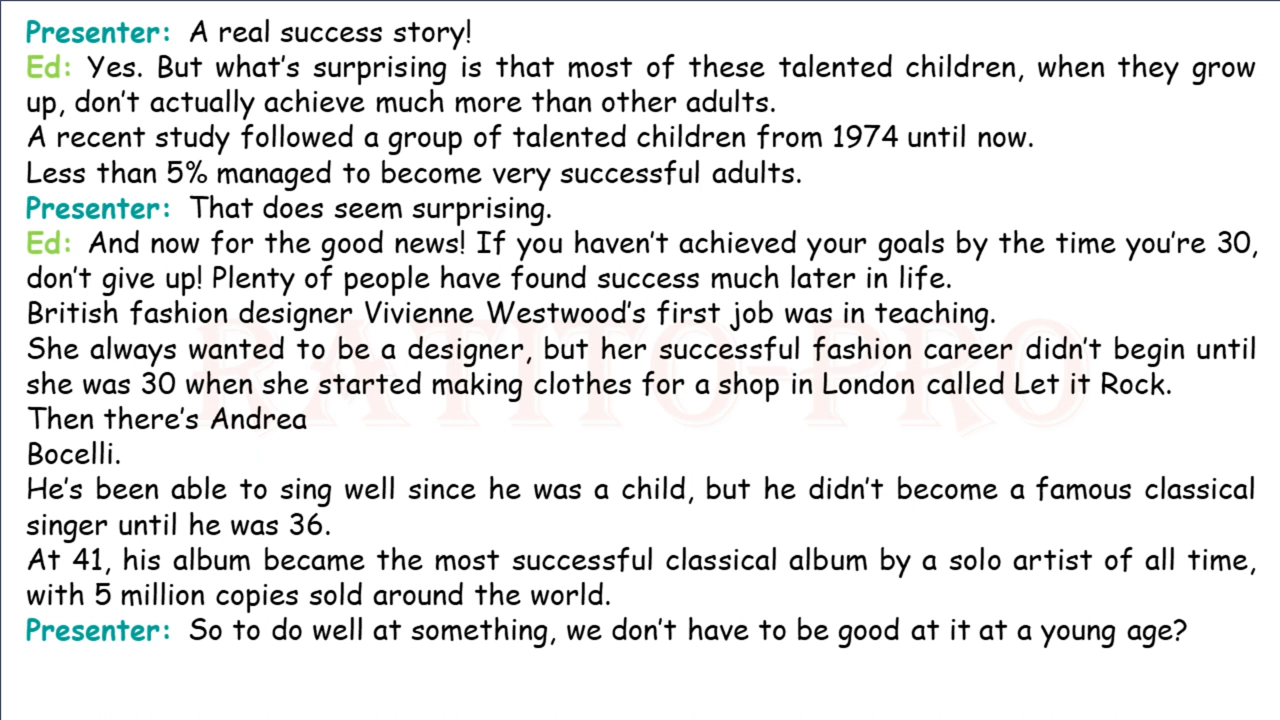 Presenter: A real success story!
Ed: Yes. But what's surprising is that most of these talented children, when they grow
up, don't actually achieve much more than other adults.
A recent study followed a group of talented children from 1974 until now.
Less than 5% managed to become very successful adults.
Presenter: That does seem surprising.
Ed: And now for the good news! If you haven't achieved your goals by the time you're 30,
don't give up! Plenty of people have found success much later in life.
British fashion designer Vivienne Westwood's first job was in teaching.
She always wanted to be a designer, but her successful fashion career didn't begin until
she was 30 when she started making clothes for a shop in London called Let it Rock.
Then there's Andrea
Bocelli.
He's been able to sing well since he was a child, but he didn't become a famous classical
singer until he was 36.
At 41, his album became the most successful classical album by a solo artist of all time,
with 5 million copies sold around the world.
Presenter: So to do well at something, we don't have to be good at it at a young age?
RATITO-PRO